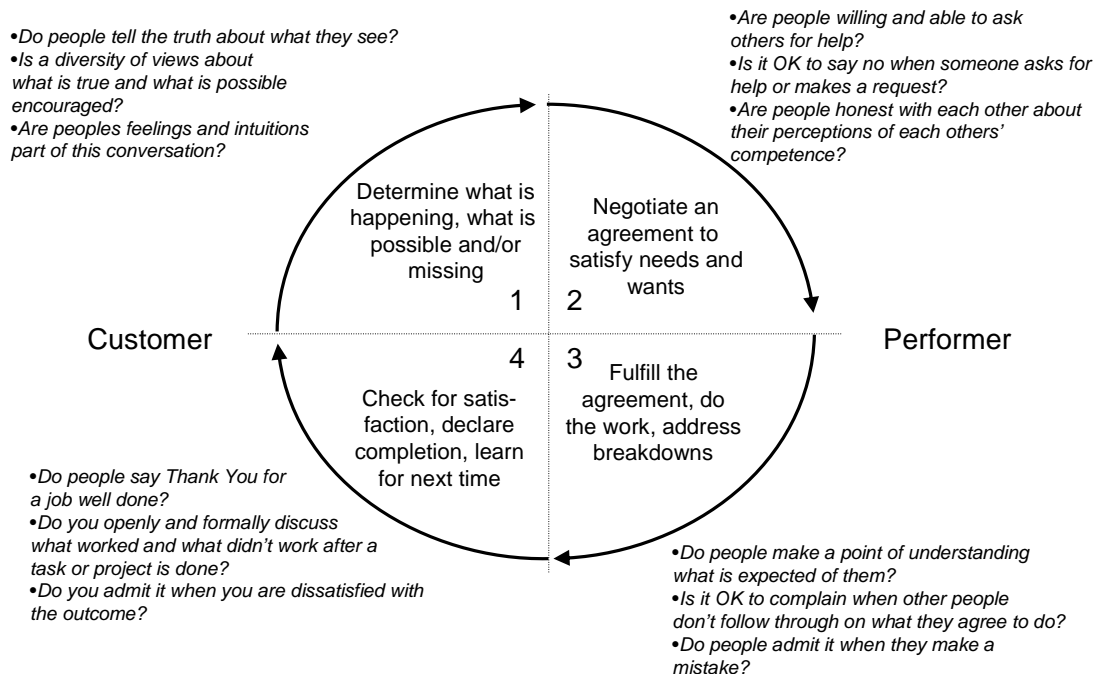 •Do people tell the truth about what they see?
•Is a diversity of views about
what is true and what is possible
encouraged?
•Are peoples feelings and intuitions
part of this conversation?
•Are people willing and able to ask
others for help?
•Is it OK to say no when someone asks for
help or makes a request?
•Are people honest with each other about
their perceptions of each others’
competence?
Determine what is
happening, what is
possible and/or
missing
1
Negotiate an
agreement to
satisfy needs and
wants
2
Customer
Performer
4
Check for satis-
faction, declare
completion, learn
for next time
3
Fulfill the
agreement, do
the work, address
breakdowns
•Do people say Thank You for
a job well done?
•Do you openly and formally discuss
what worked and what didn’t work after a
task or project is done?
•Do you admit it when you are dissatisfied with
the outcome?
•Do people make a point of understanding
what is expected of them?
•Is it OK to complain when other people
don’t follow through on what they agree to do?
•Do people admit it when they make a
mistake?